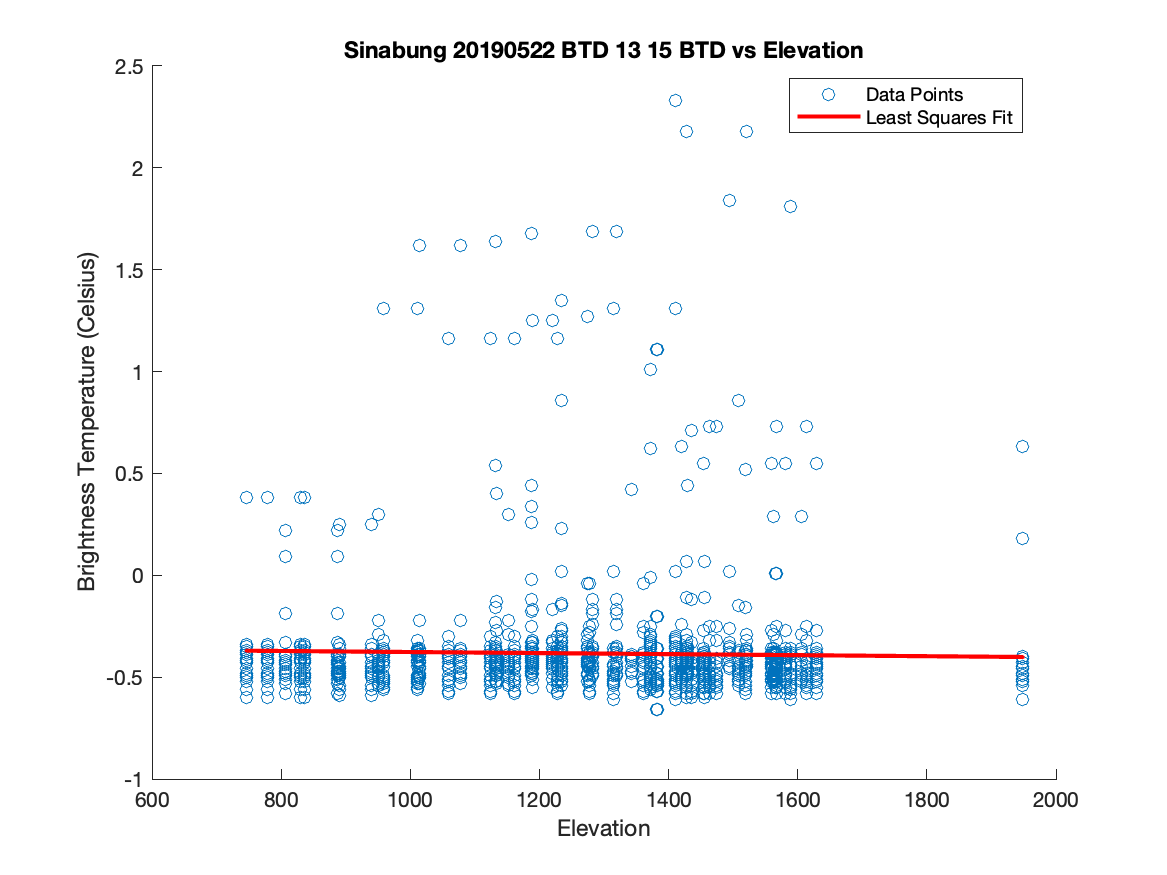 Sinabung 20190522 BTD 13 15 BTD vs Elevation
Data Points
Least Squares Fit
Brightness Temperature (Celsius)
2.5
2
1.5
1
0.5
0
-0.5
-1
600 800 1000 1200 1400 1600 1800 2000
Elevation